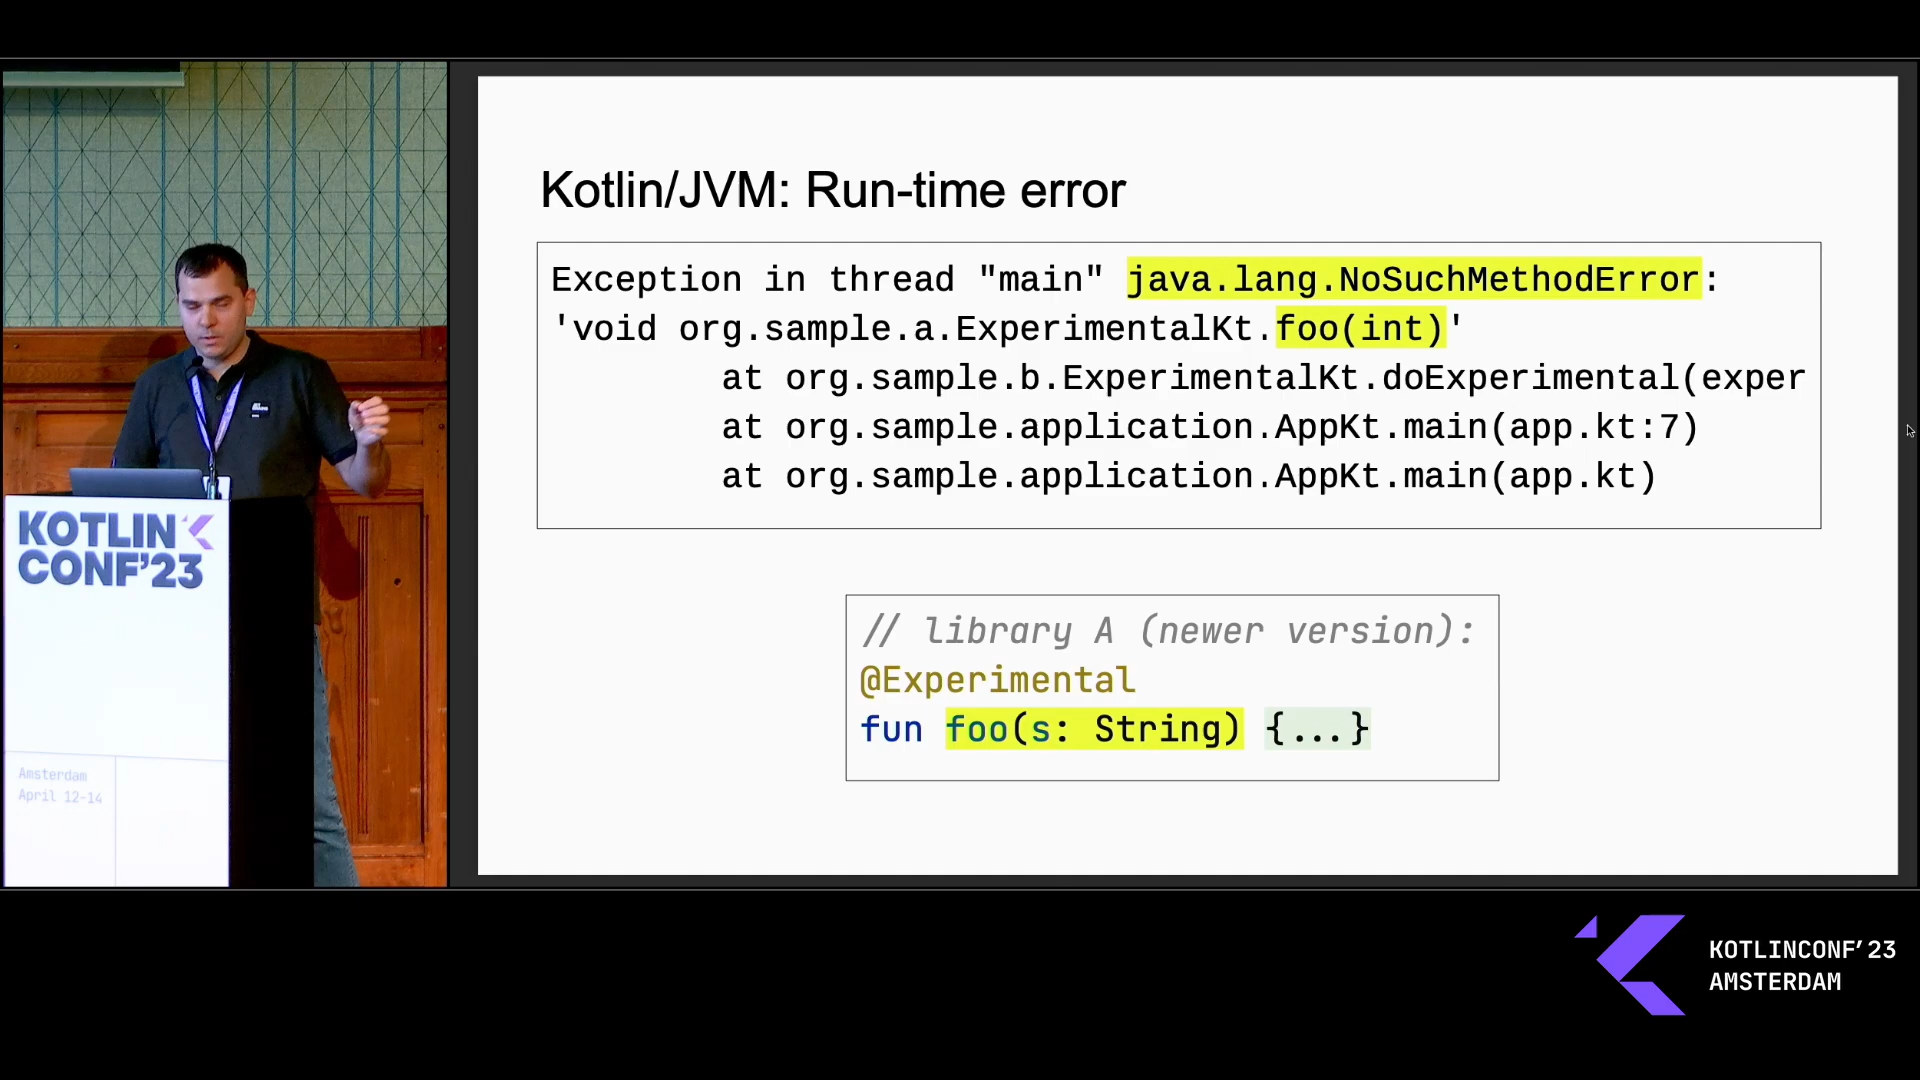 Kotlin/JVM: Run-time error
Exception in thread "main" java.lang.NoSuchMethodError:
'void org.sample.a.ExperimentalKt.foo(int)'
at org.sample.b.ExperimentalKt.doExperimental(exper
at org.sample.application.AppKt.main(app.kt:7)
at org.sample.application.AppKt.main(app.kt)
// library A (newer version):
@Experimental
fun foo(s: String) {...}
KOTLIN
CONF'23
Amsterdam
April 12-14
KOTLINCONF'23
AMSTERDAM